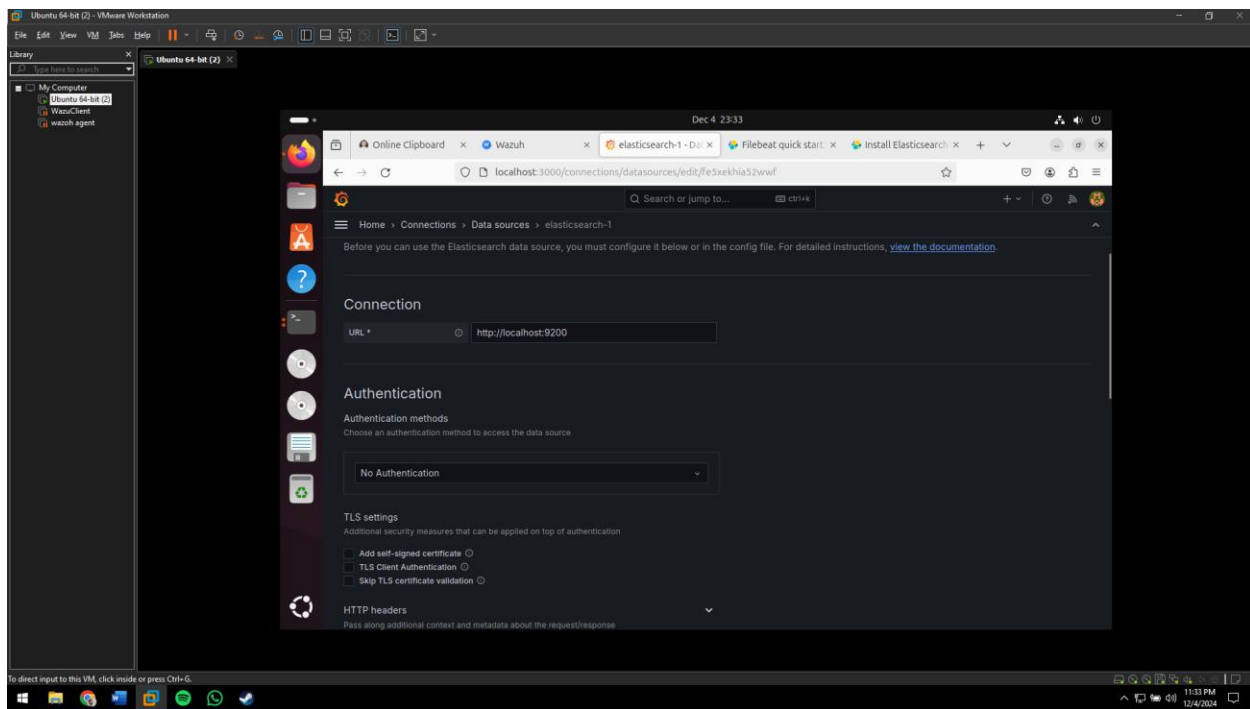 Ubuntu 64-bit (2) - VMware Workstation
File Edit View VM Tabs Help
Library
Type here to search
My Computer
Ubuntu 64-bit (2)
WazuClient
wazoh agent
Ubuntu 64-bit (2)
Dec 4 23:33
Online Clipboard
Wazuh
elasticsearch-1 - Dat
Filebeat quick start:
Install Elasticsearch
localhost:3000/connections/datasources/edit/fe5xekhia52wwf
Search or jump to...
ctrl+k
Home › Connections › Data sources › elasticsearch-1
Before you can use the Elasticsearch data source, you must configure it below or in the config file. For detailed instructions, view the documentation.
Connection
URL *
http://localhost:9200
Authentication
Authentication methods
Choose an authentication method to access the data source
No Authentication
TLS settings
Additional security measures that can be applied on top of authentication
Add self-signed certificate
TLS Client Authentication
Skip TLS certificate validation
HTTP headers
Pass along additional context and metadata about the request/response
To direct input to this VM, click inside or press Ctrl+G.
11:33 PM
12/4/2024